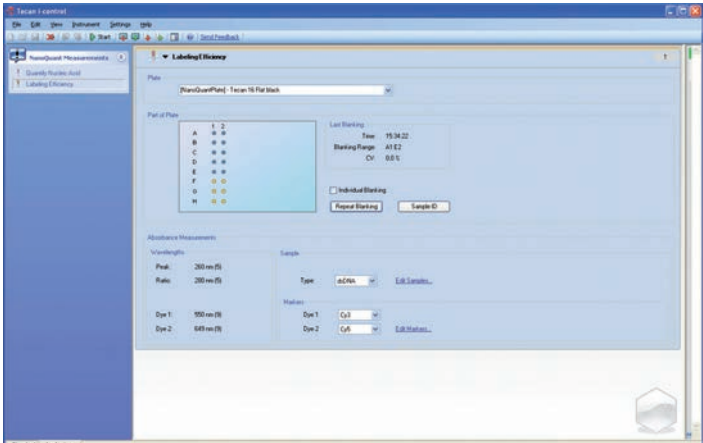 Tecan i-control
File Edit View Instrument Settings Help
Start Send Feedback
NanoQuant Measurements
Quantify Nucleic Acid
Labeling Efficiency
Labeling Efficiency 1
Plate
[NanoQuantPlate] - Tecan 16 Flat black
Part of Plate
1 2
A
B
C
D
E
F
G
H
Last Blanking
Time: 15:34:22
Blanking Range: A1:E2
CV: 0.0 %
Individual Blanking
Repeat Blanking Sample ID
Absorbance Measurements
Wavelengths
Peak: 260 nm (5)
Ratio: 280 nm (5)
Dye 1: 550 nm (9)
Dye 2: 649 nm (9)
Sample
Type: dsDNA Edit Samples...
Markers
Dye 1: Cy3
Dye 2: Cy5 Edit Markers...